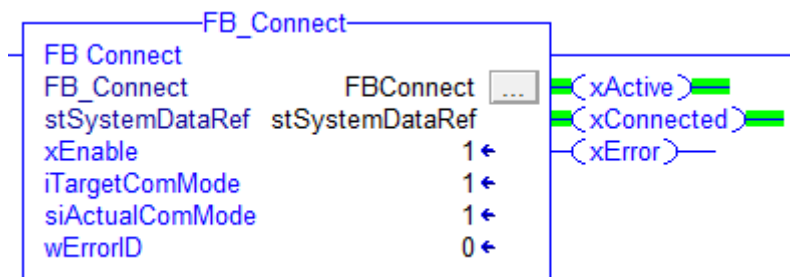 FB_Connect
FB Connect
FB_Connect FBConnect ... xActive
stSystemDataRef stSystemDataRef xConnected
xEnable 1 xError
iTargetComMode 1
siActualComMode 1
wErrorID 0